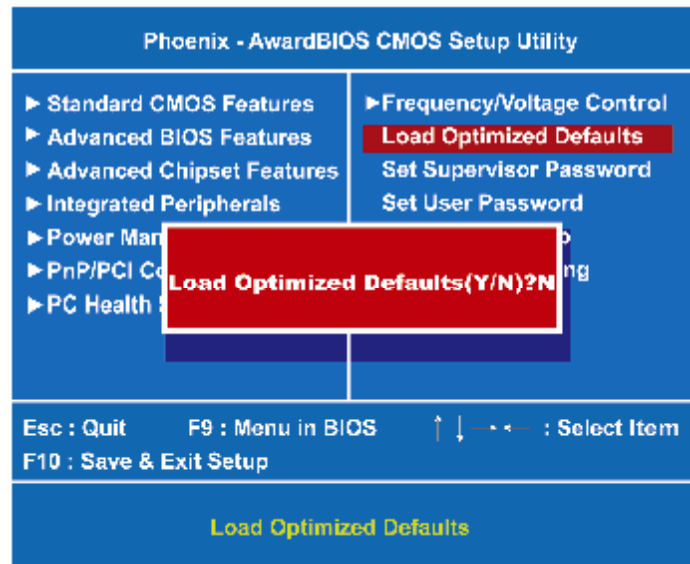 Phoenix - AwardBIOS CMOS Setup Utility
▶ Standard CMOS Features
▶ Advanced BIOS Features
▶ Advanced Chipset Features
▶ Integrated Peripherals
▶ Power Man
▶ PnP/PCI Co
▶ PC Health
▶Frequency/Voltage Control
Load Optimized Defaults
Set Supervisor Password
Set User Password
Load Optimized Defaults(Y/N)?N
Esc : Quit F9 : Menu in BIOS ↑ ↓ → ← : Select Item
F10 : Save & Exit Setup
Load Optimized Defaults